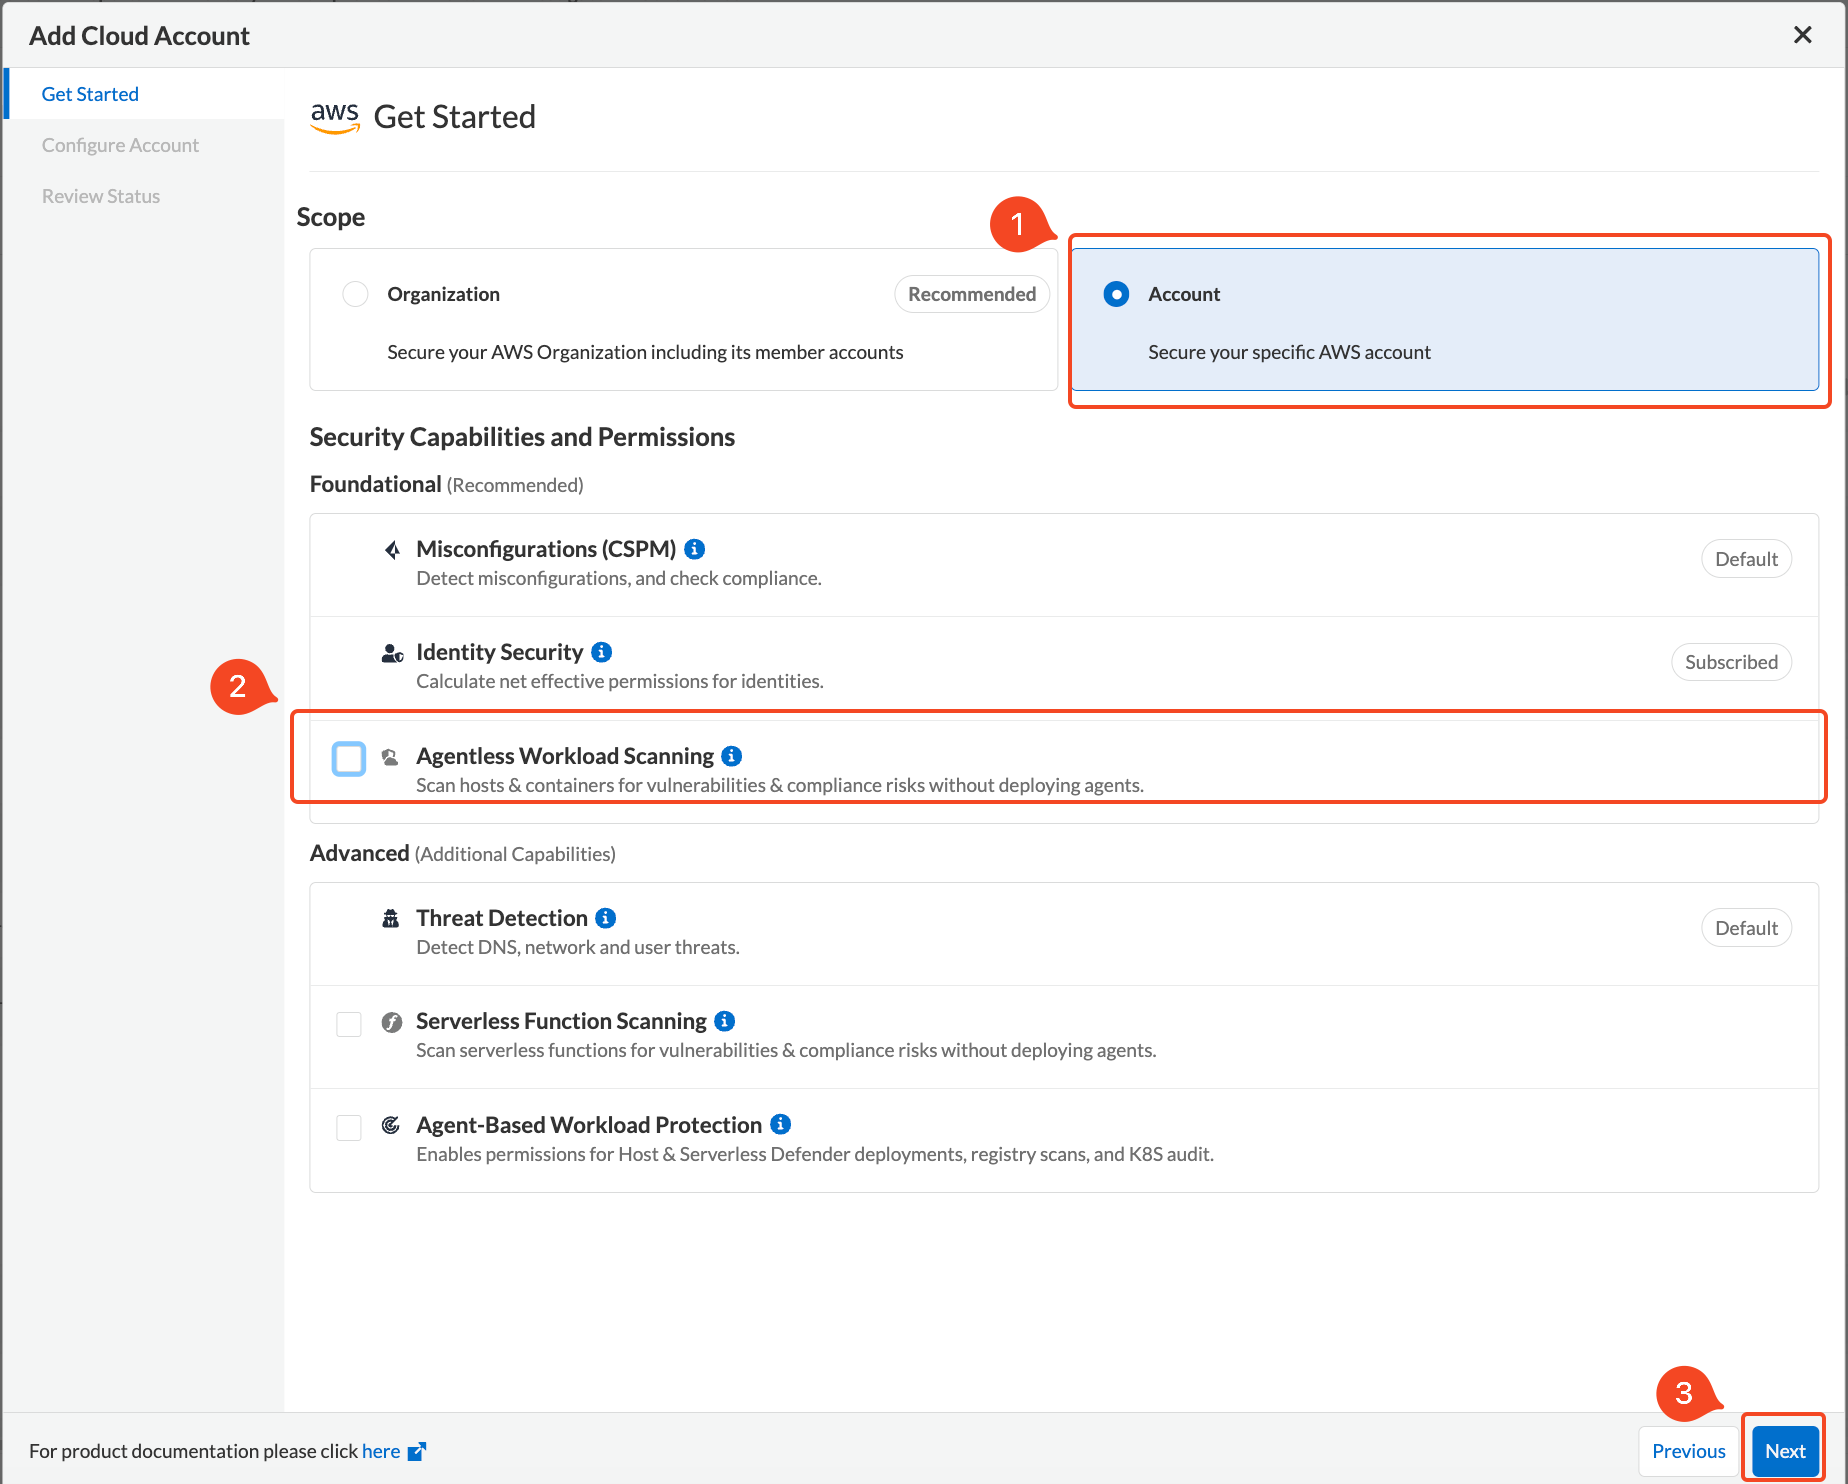 Add Cloud Account
Get Started
Configure Account
Review Status
aws Get Started
Scope
1
Organization
Recommended
Secure your AWS Organization including its member accounts
Account
Secure your specific AWS account
Security Capabilities and Permissions
Foundational (Recommended)
Misconfigurations (CSPM)
Detect misconfigurations, and check compliance.
Default
Identity Security
Calculate net effective permissions for identities.
Subscribed
2
Agentless Workload Scanning
Scan hosts & containers for vulnerabilities & compliance risks without deploying agents.
Advanced (Additional Capabilities)
Threat Detection
Detect DNS, network and user threats.
Default
Serverless Function Scanning
Scan serverless functions for vulnerabilities & compliance risks without deploying agents.
Agent-Based Workload Protection
Enables permissions for Host & Serverless Defender deployments, registry scans, and K8S audit.
3
For product documentation please click here
Previous
Next